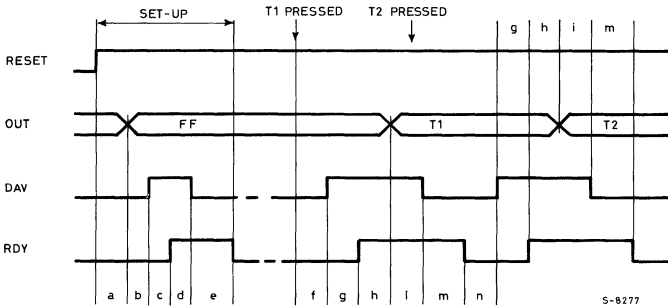 SET-UP T1 PRESSED T2 PRESSED
g h i m
RESET
OUT FF T1 T2
DAV
RDY
a b c d e f g h i m n
S-8277